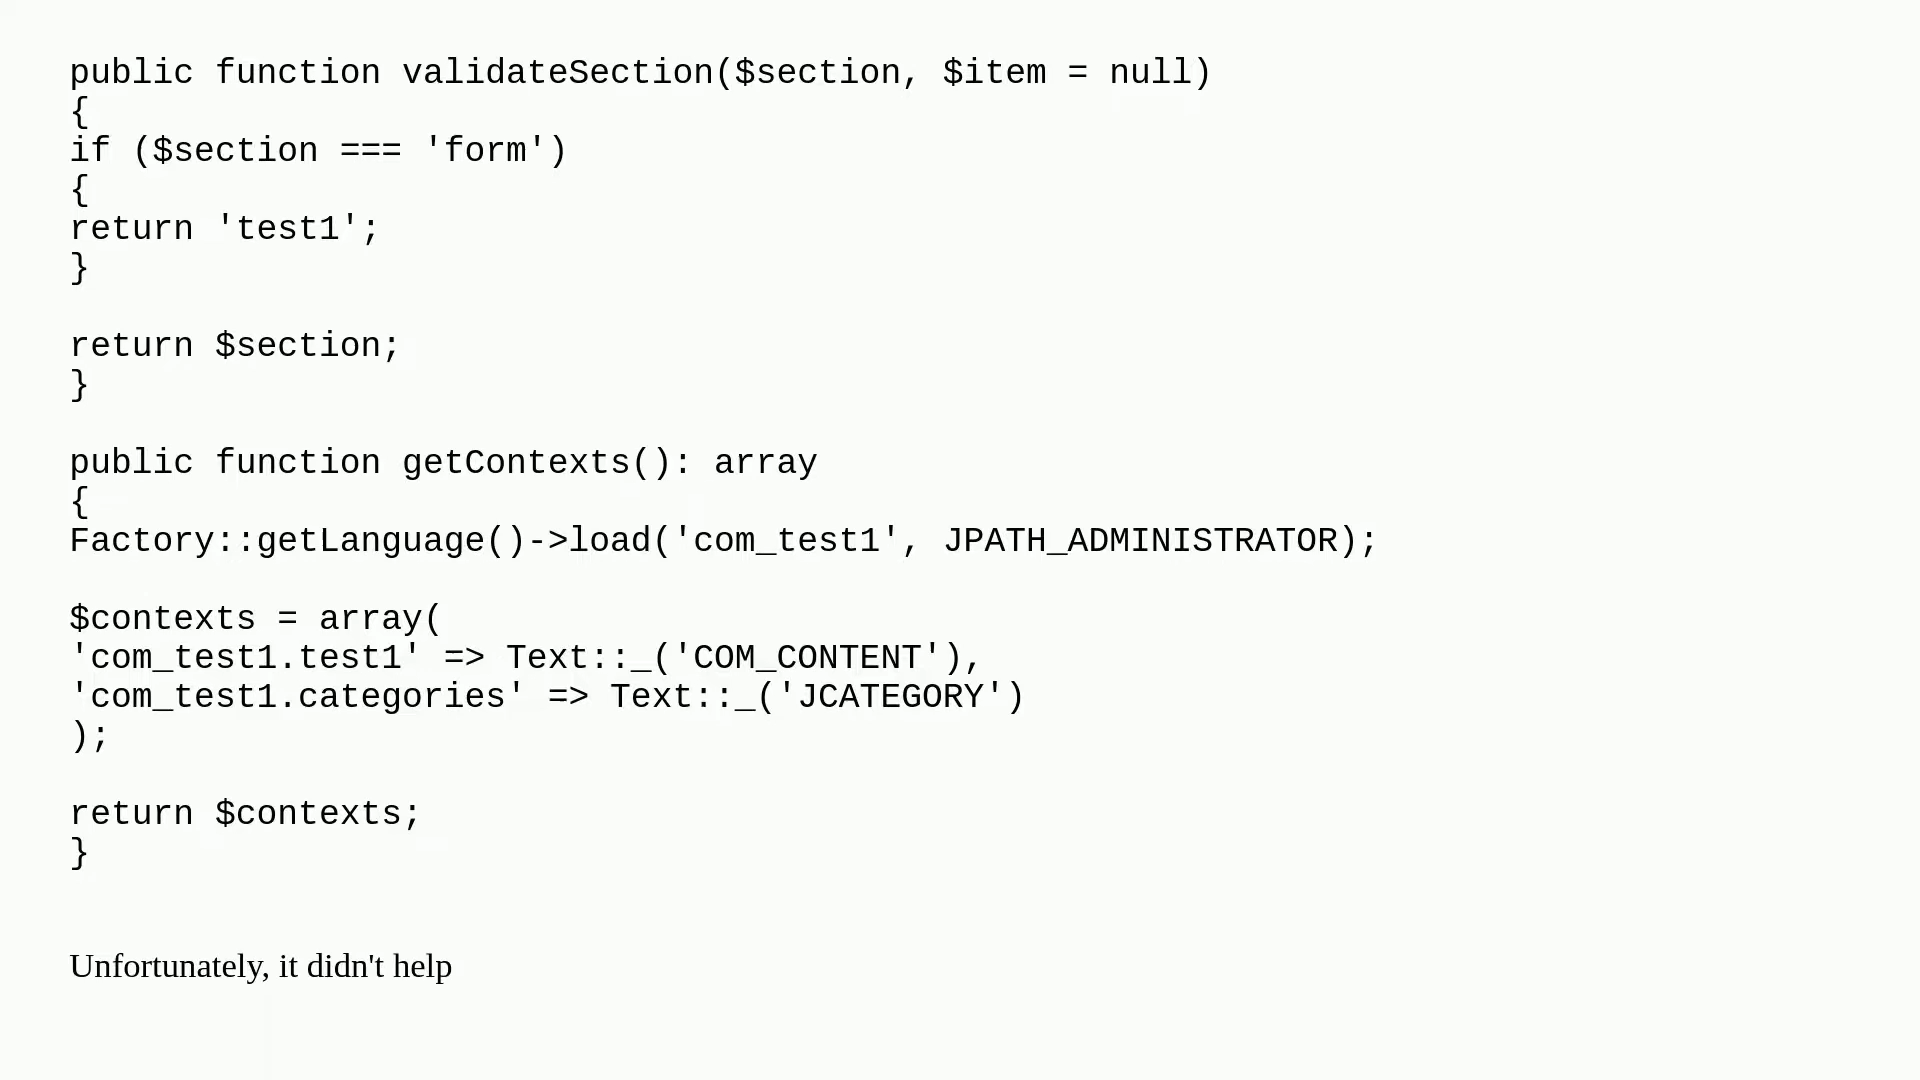 public function validateSection($section, $item = null)
{
if ($section === 'form')
{
return 'test1';
}
return $section;
}
public function getContexts(): array
{
Factory::getLanguage()->load('com_test1', JPATH_ADMINISTRATOR);
$contexts = array(
'com_test1.test1' => Text::_('COM_CONTENT'),
'com_test1.categories' => Text::_('JCATEGORY')
);
return $contexts;
}
Unfortunately, it didn't help